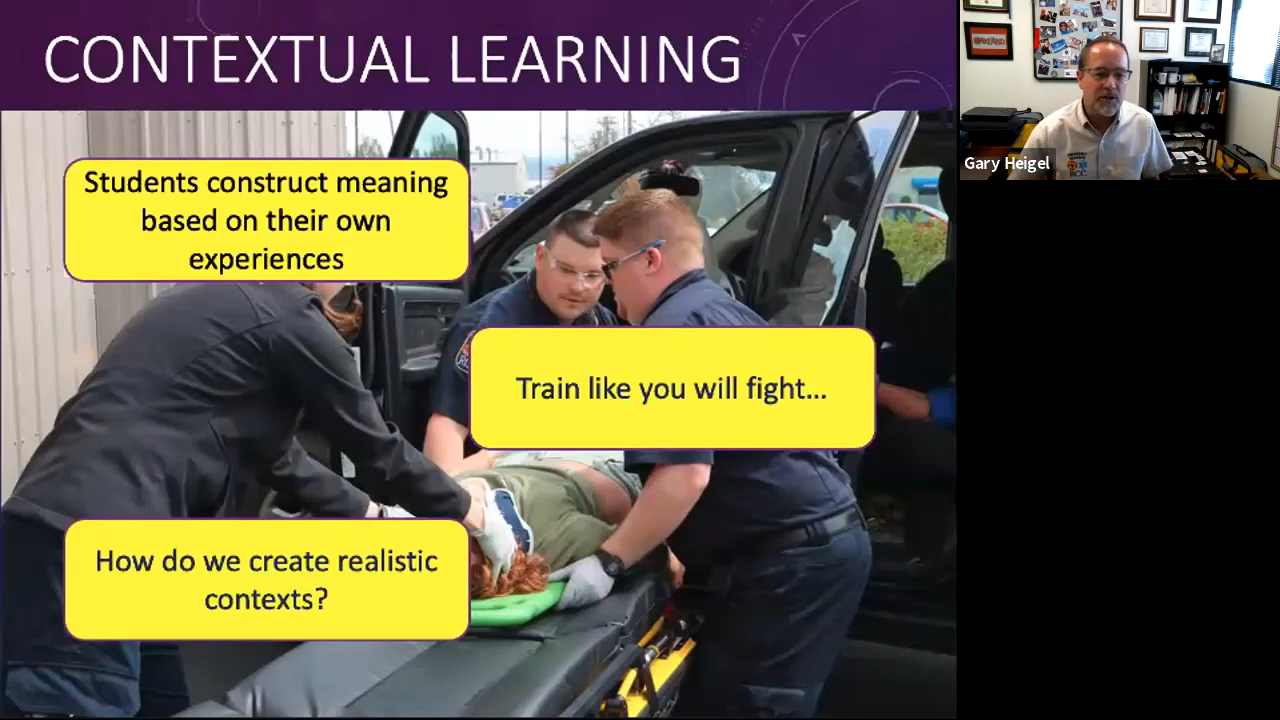 CONTEXTUAL LEARNING
Students construct meaning
based on their own
experiences
Train like you will fight...
How do we create realistic
contexts?
Gary Heigel
RCC